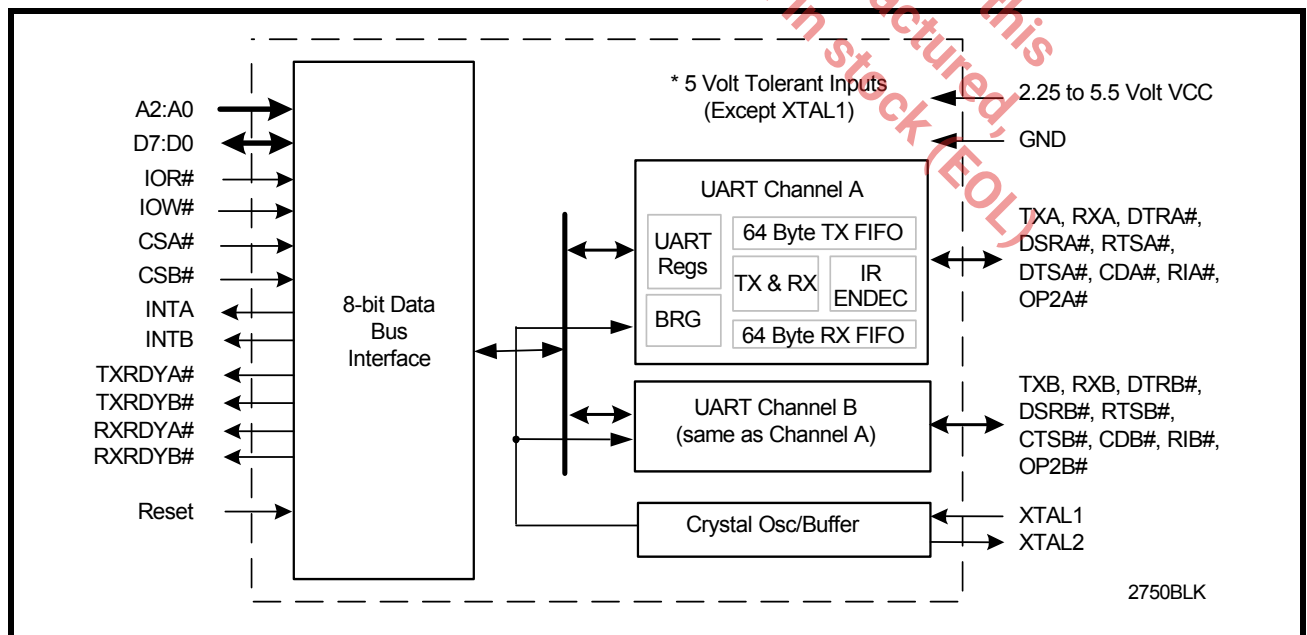 this
actured,
in stock (EOL)
* 5 Volt Tolerant Inputs
(Except XTAL1)
2.25 to 5.5 Volt VCC
GND
A2:A0
D7:D0
IOR#
IOW#
CSA#
CSB#
INTA
INTB
TXRDYA#
TXRDYB#
RXRDYA#
RXRDYB#
Reset
8-bit Data
Bus
Interface
UART Channel A
UART
Regs
BRG
64 Byte TX FIFO
TX & RX
IR
ENDEC
64 Byte RX FIFO
TXA, RXA, DTRA#,
DSRA#, RTSA#,
DTSA#, CDA#, RIA#,
OP2A#
UART Channel B
(same as Channel A)
TXB, RXB, DTRB#,
DSRB#, RTSB#,
CTSB#, CDB#, RIB#,
OP2B#
Crystal Osc/Buffer
XTAL1
XTAL2
2750BLK